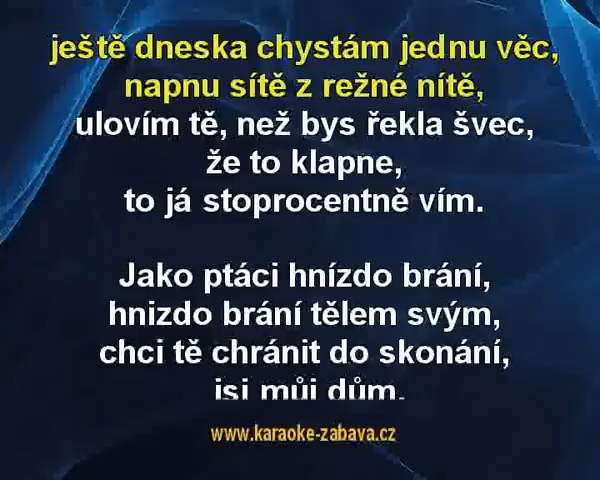 ještě dneska chystám jednu věc,
napnu sítě z režné nítě,
ulovím tě, než bys řekla švec,
že to klapne,
to já stoprocentně vím.
Jako ptáci hnízdo brání,
hnizdo brání tělem svým,
chci tě chránit do skonání,
jsi můj dům.
www.karaoke-zabava.cz